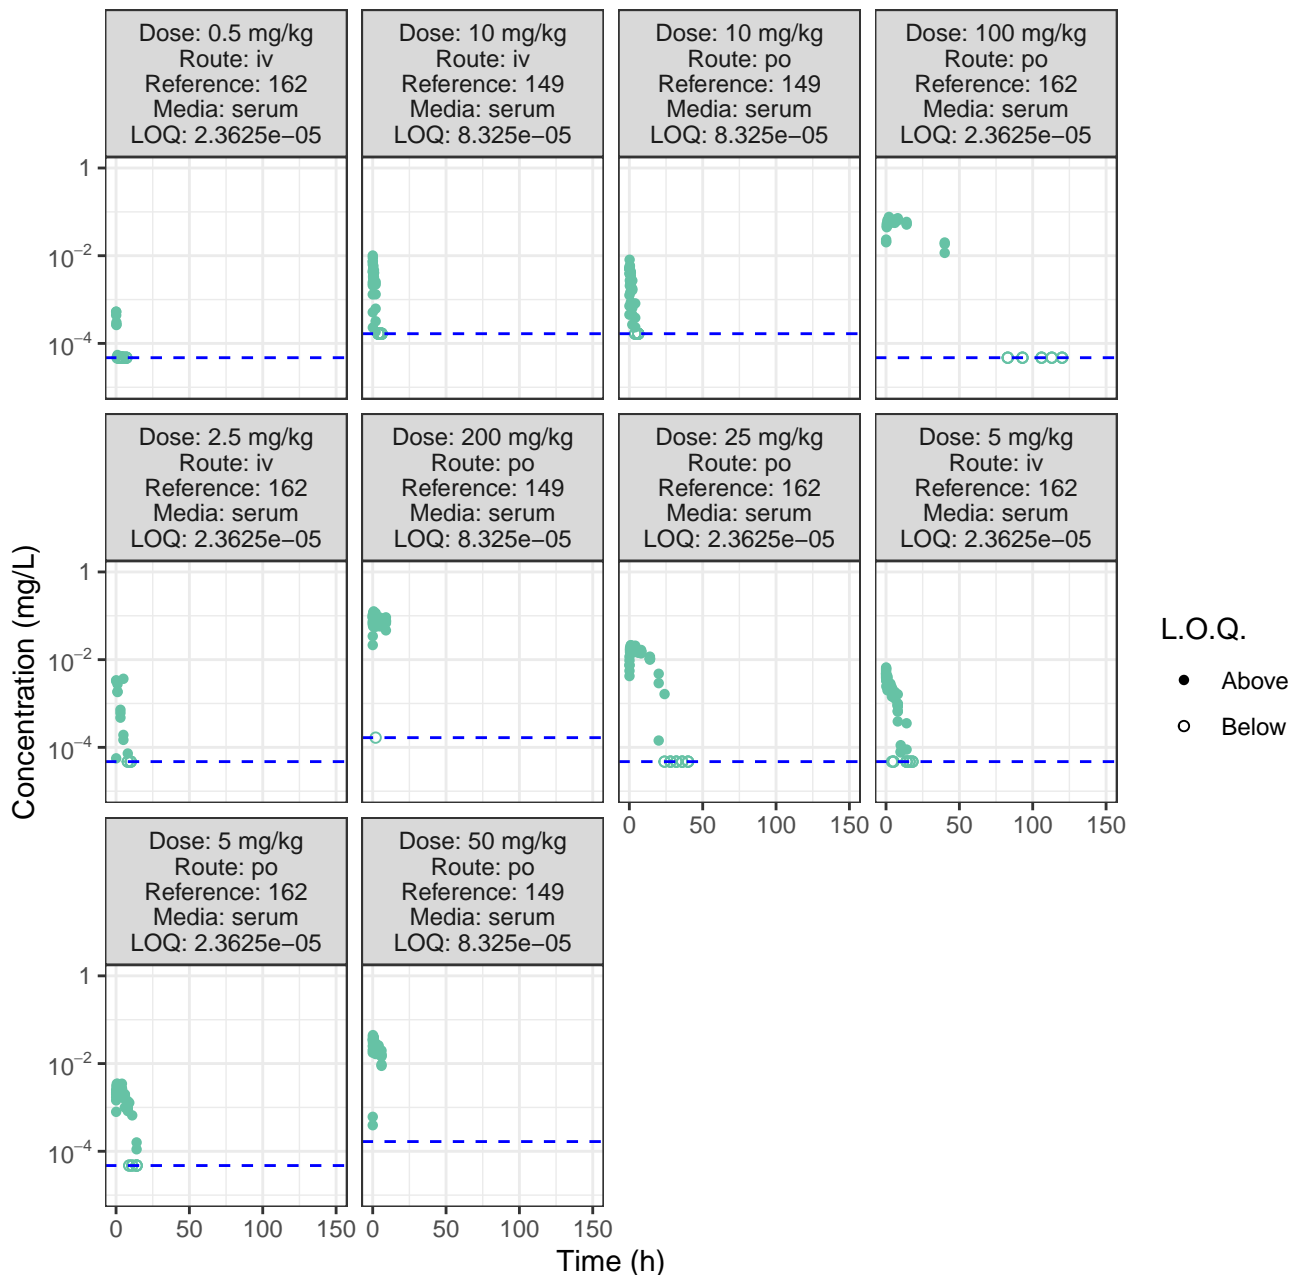 Dose: 0.5 mg/kg
Route: iv
Reference: 162
Media: serum
LOQ: 2.3625e−05
Dose: 10 mg/kg
Route: iv
Reference: 149
Media: serum
LOQ: 8.325e−05
Dose: 10 mg/kg
Route: po
Reference: 149
Media: serum
LOQ: 8.325e−05
Dose: 100 mg/kg
Route: po
Reference: 162
Media: serum
LOQ: 2.3625e−05
1
10⁻²
10⁻⁴
Dose: 2.5 mg/kg
Route: iv
Reference: 162
Media: serum
LOQ: 2.3625e−05
Dose: 200 mg/kg
Route: po
Reference: 149
Media: serum
LOQ: 8.325e−05
Dose: 25 mg/kg
Route: po
Reference: 162
Media: serum
LOQ: 2.3625e−05
Dose: 5 mg/kg
Route: iv
Reference: 162
Media: serum
LOQ: 2.3625e−05
1
10⁻²
10⁻⁴
0 50 100 150
0 50 100 150
Dose: 5 mg/kg
Route: po
Reference: 162
Media: serum
LOQ: 2.3625e−05
Dose: 50 mg/kg
Route: po
Reference: 149
Media: serum
LOQ: 8.325e−05
1
10⁻²
10⁻⁴
0 50 100 150
0 50 100 150
Time (h)
Concentration (mg/L)
L.O.Q.
Above
Below